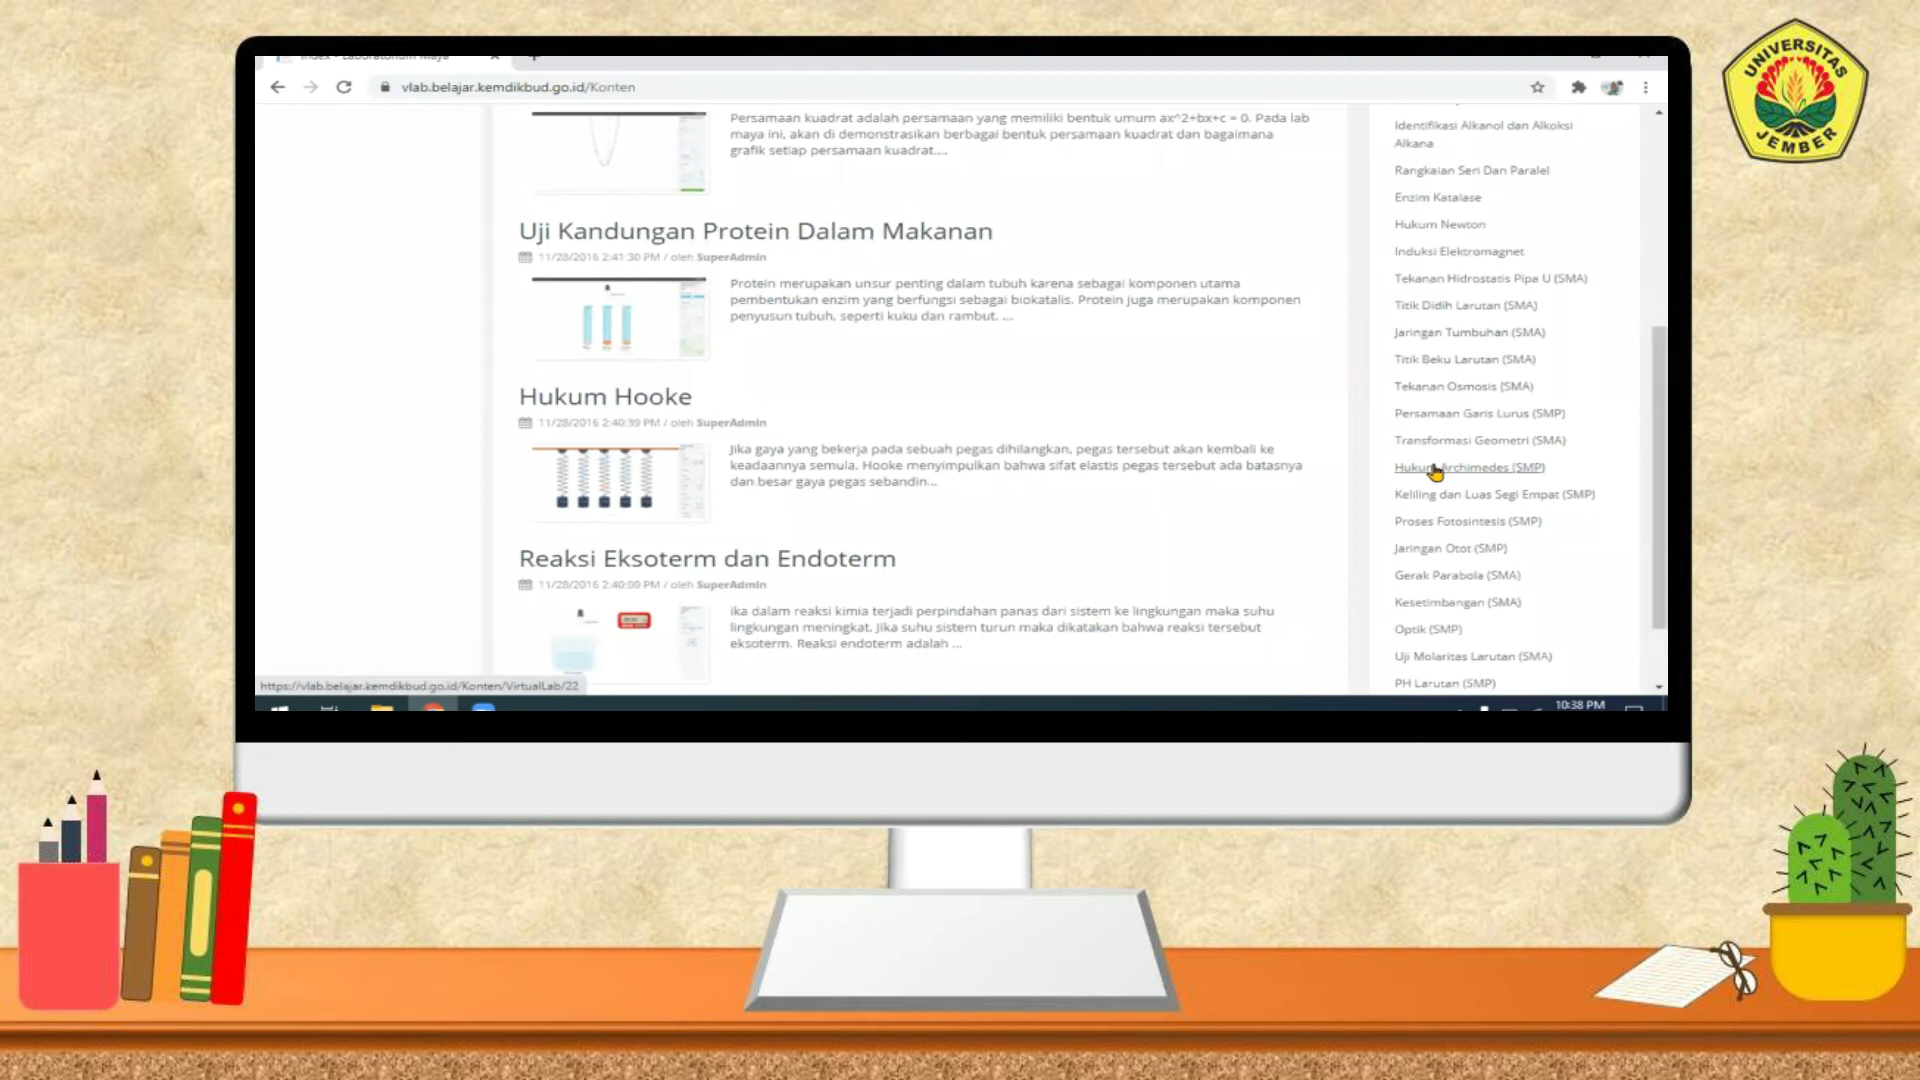 Index - Laboratorium Maya
vlab.belajar.kemdikbud.go.id/Konten
Persamaan kuadrat adalah persamaan yang memiliki bentuk umum ax^2+bx+c = 0. Pada lab
maya ini, akan di demonstrasikan berbagai bentuk persamaan kuadrat dan bagaimana
grafik setiap persamaan kuadrat....
Uji Kandungan Protein Dalam Makanan
11/28/2016 2:41:30 PM / oleh SuperAdmin
Protein merupakan unsur penting dalam tubuh karena sebagai komponen utama
pembentukan enzim yang berfungsi sebagai biokatalis. Protein juga merupakan komponen
penyusun tubuh, seperti kuku dan rambut. ...
Hukum Hooke
11/28/2016 2:40:39 PM / oleh SuperAdmin
Jika gaya yang bekerja pada sebuah pegas dihilangkan, pegas tersebut akan kembali ke
keadaannya semula. Hooke menyimpulkan bahwa sifat elastis pegas tersebut ada batasnya
dan besar gaya pegas sebandin...
Reaksi Eksoterm dan Endoterm
11/28/2016 PM / oleh SuperAdmin
ika dalam reaksi kimia terjadi perpindahan panas dari sistem ke lingkungan maka suhu
lingkungan meningkat. Jika suhu sistem turun maka dikatakan bahwa reaksi tersebut
eksoterm. Reaksi endoterm adalah ...
Identifikasi Alkanol dan Alkoksi
Alkana
Rangkaian Seri Dan Paralel
Enzim Katalase
Hukum Newton
Induksi Elektromagnet
Tekanan Hidrostatis Pipa U (SMA)
Titik Didih Larutan (SMA)
Jaringan Tumbuhan (SMA)
Titik Beku Larutan (SMA)
Tekanan Osmosis (SMA)
Persamaan Garis Lurus (SMP)
Transformasi Geometri (SMA)
Hukum Archimedes (SMP)
Keliling dan Luas Segi Empat (SMP)
Proses Fotosintesis (SMP)
Jaringan Otot (SMP)
Gerak Parabola (SMA)
Kesetimbangan (SMA)
Optik (SMP)
Uji Molaritas Larutan (SMA)
PH Larutan (SMP)
https://vlab.belajar.kemdikbud.go.id/Konten/VirtualLab/22
10:38 PM
UNIVERSITAS
JEMBER